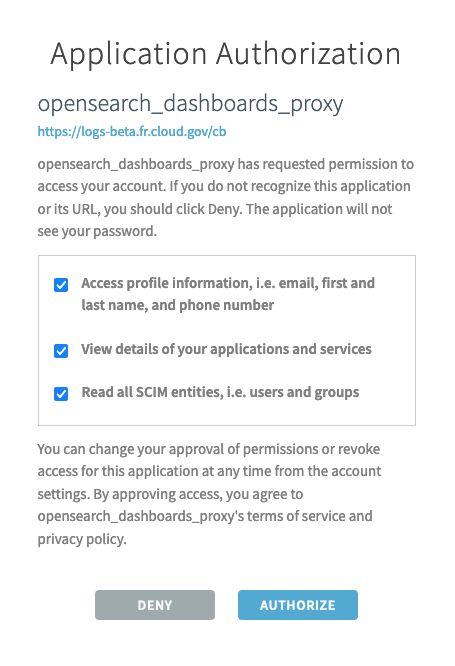 Application Authorization
opensearch_dashboards_proxy
https://logs-beta.fr.cloud.gov/cb
opensearch_dashboards_proxy has requested permission to
access your account. If you do not recognize this application
or its URL, you should click Deny. The application will not
see your password.
Access profile information, i.e. email, first and
last name, and phone number
View details of your applications and services
Read all SCIM entities, i.e. users and groups
You can change your approval of permissions or revoke
access for this application at any time from the account
settings. By approving access, you agree to
opensearch_dashboards_proxy's terms of service and
privacy policy.
DENY
AUTHORIZE